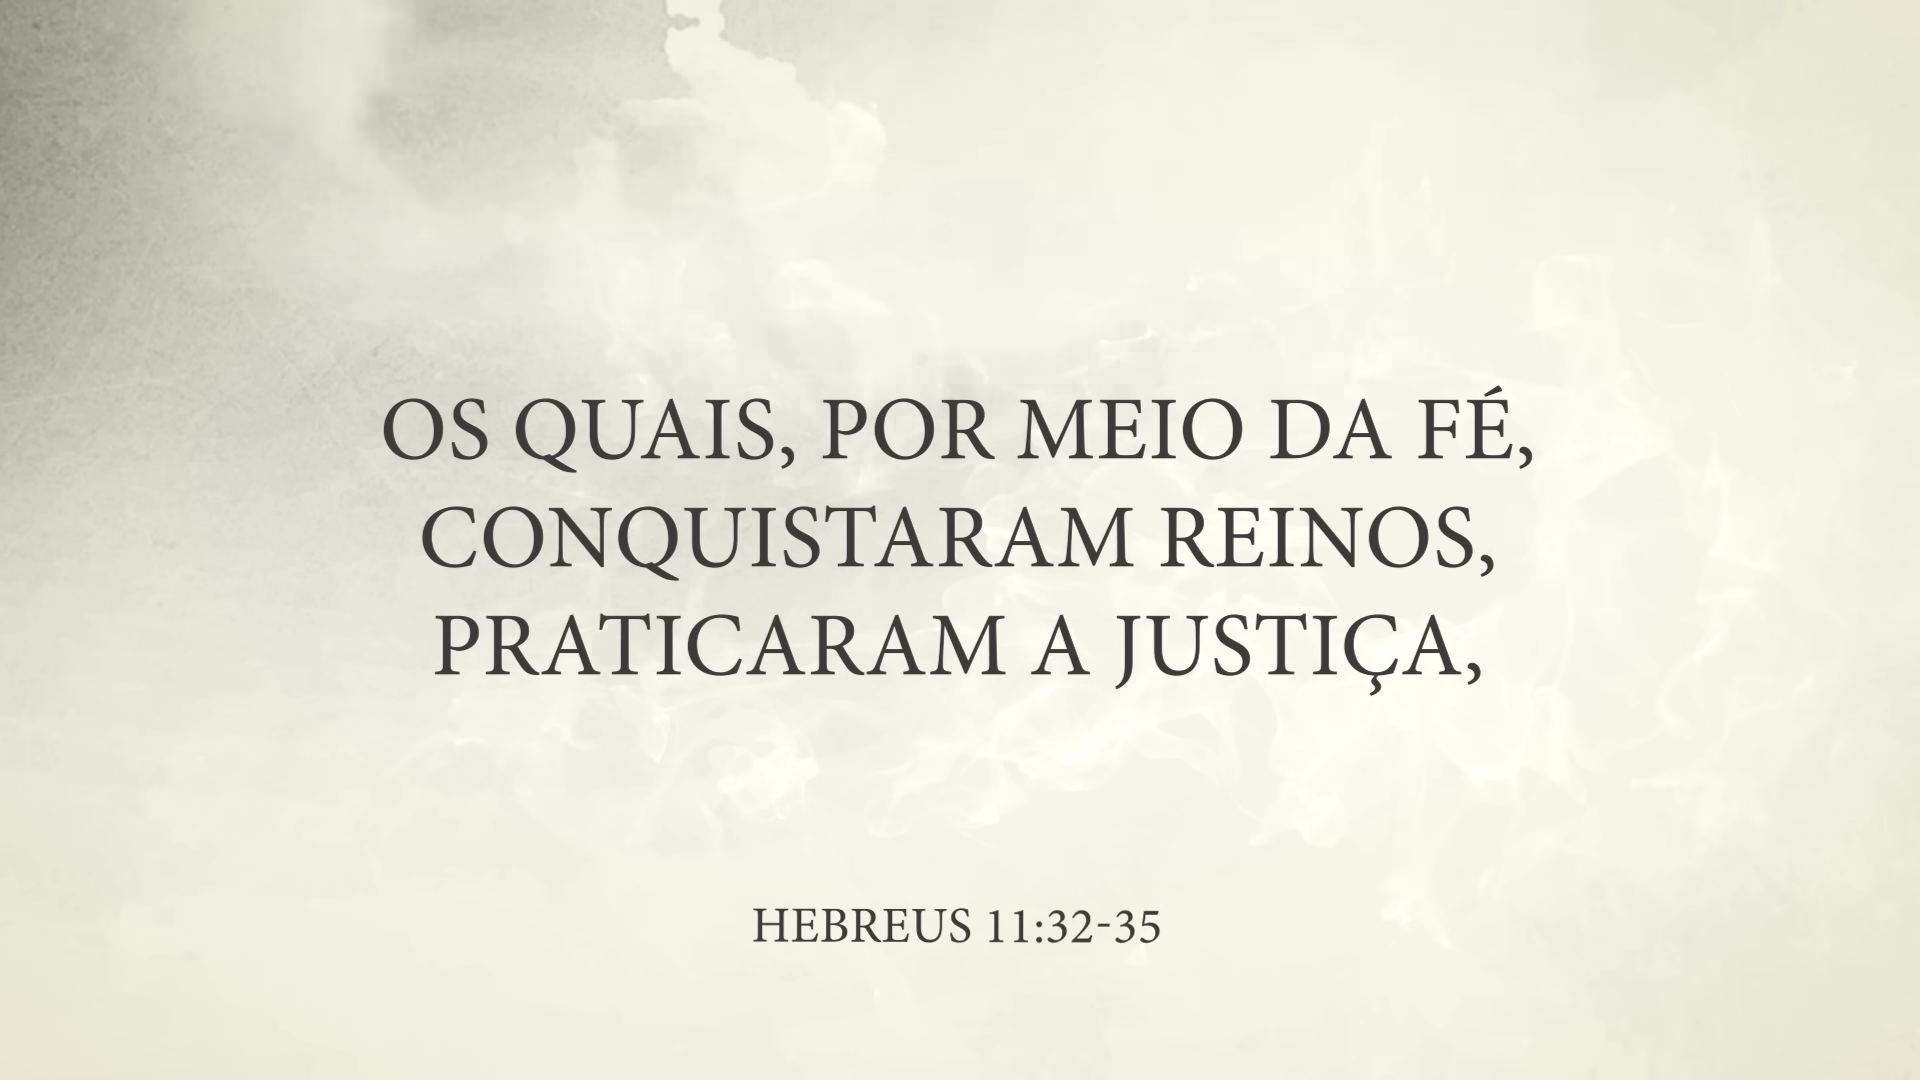 OS QUAIS, POR MEIO DA FÉ,
CONQUISTARAM REINOS,
PRATICARAM A JUSTIÇA,
HEBREUS 11:32-35